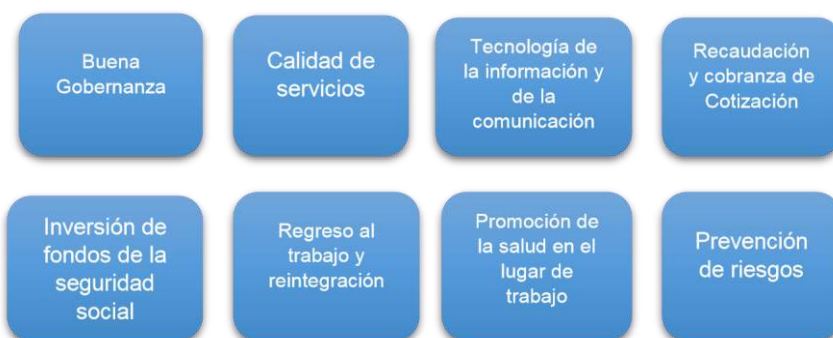 Buena
Gobernanza
Calidad de
servicios
Tecnología de
la información y
de la
comunicación
Recaudación
y cobranza de
Cotización
Inversión de
fondos de la
seguridad
social
Regreso al
trabajo y
reintegración
Promoción de
la salud en el
lugar de
trabajo
Prevención
de riesgos